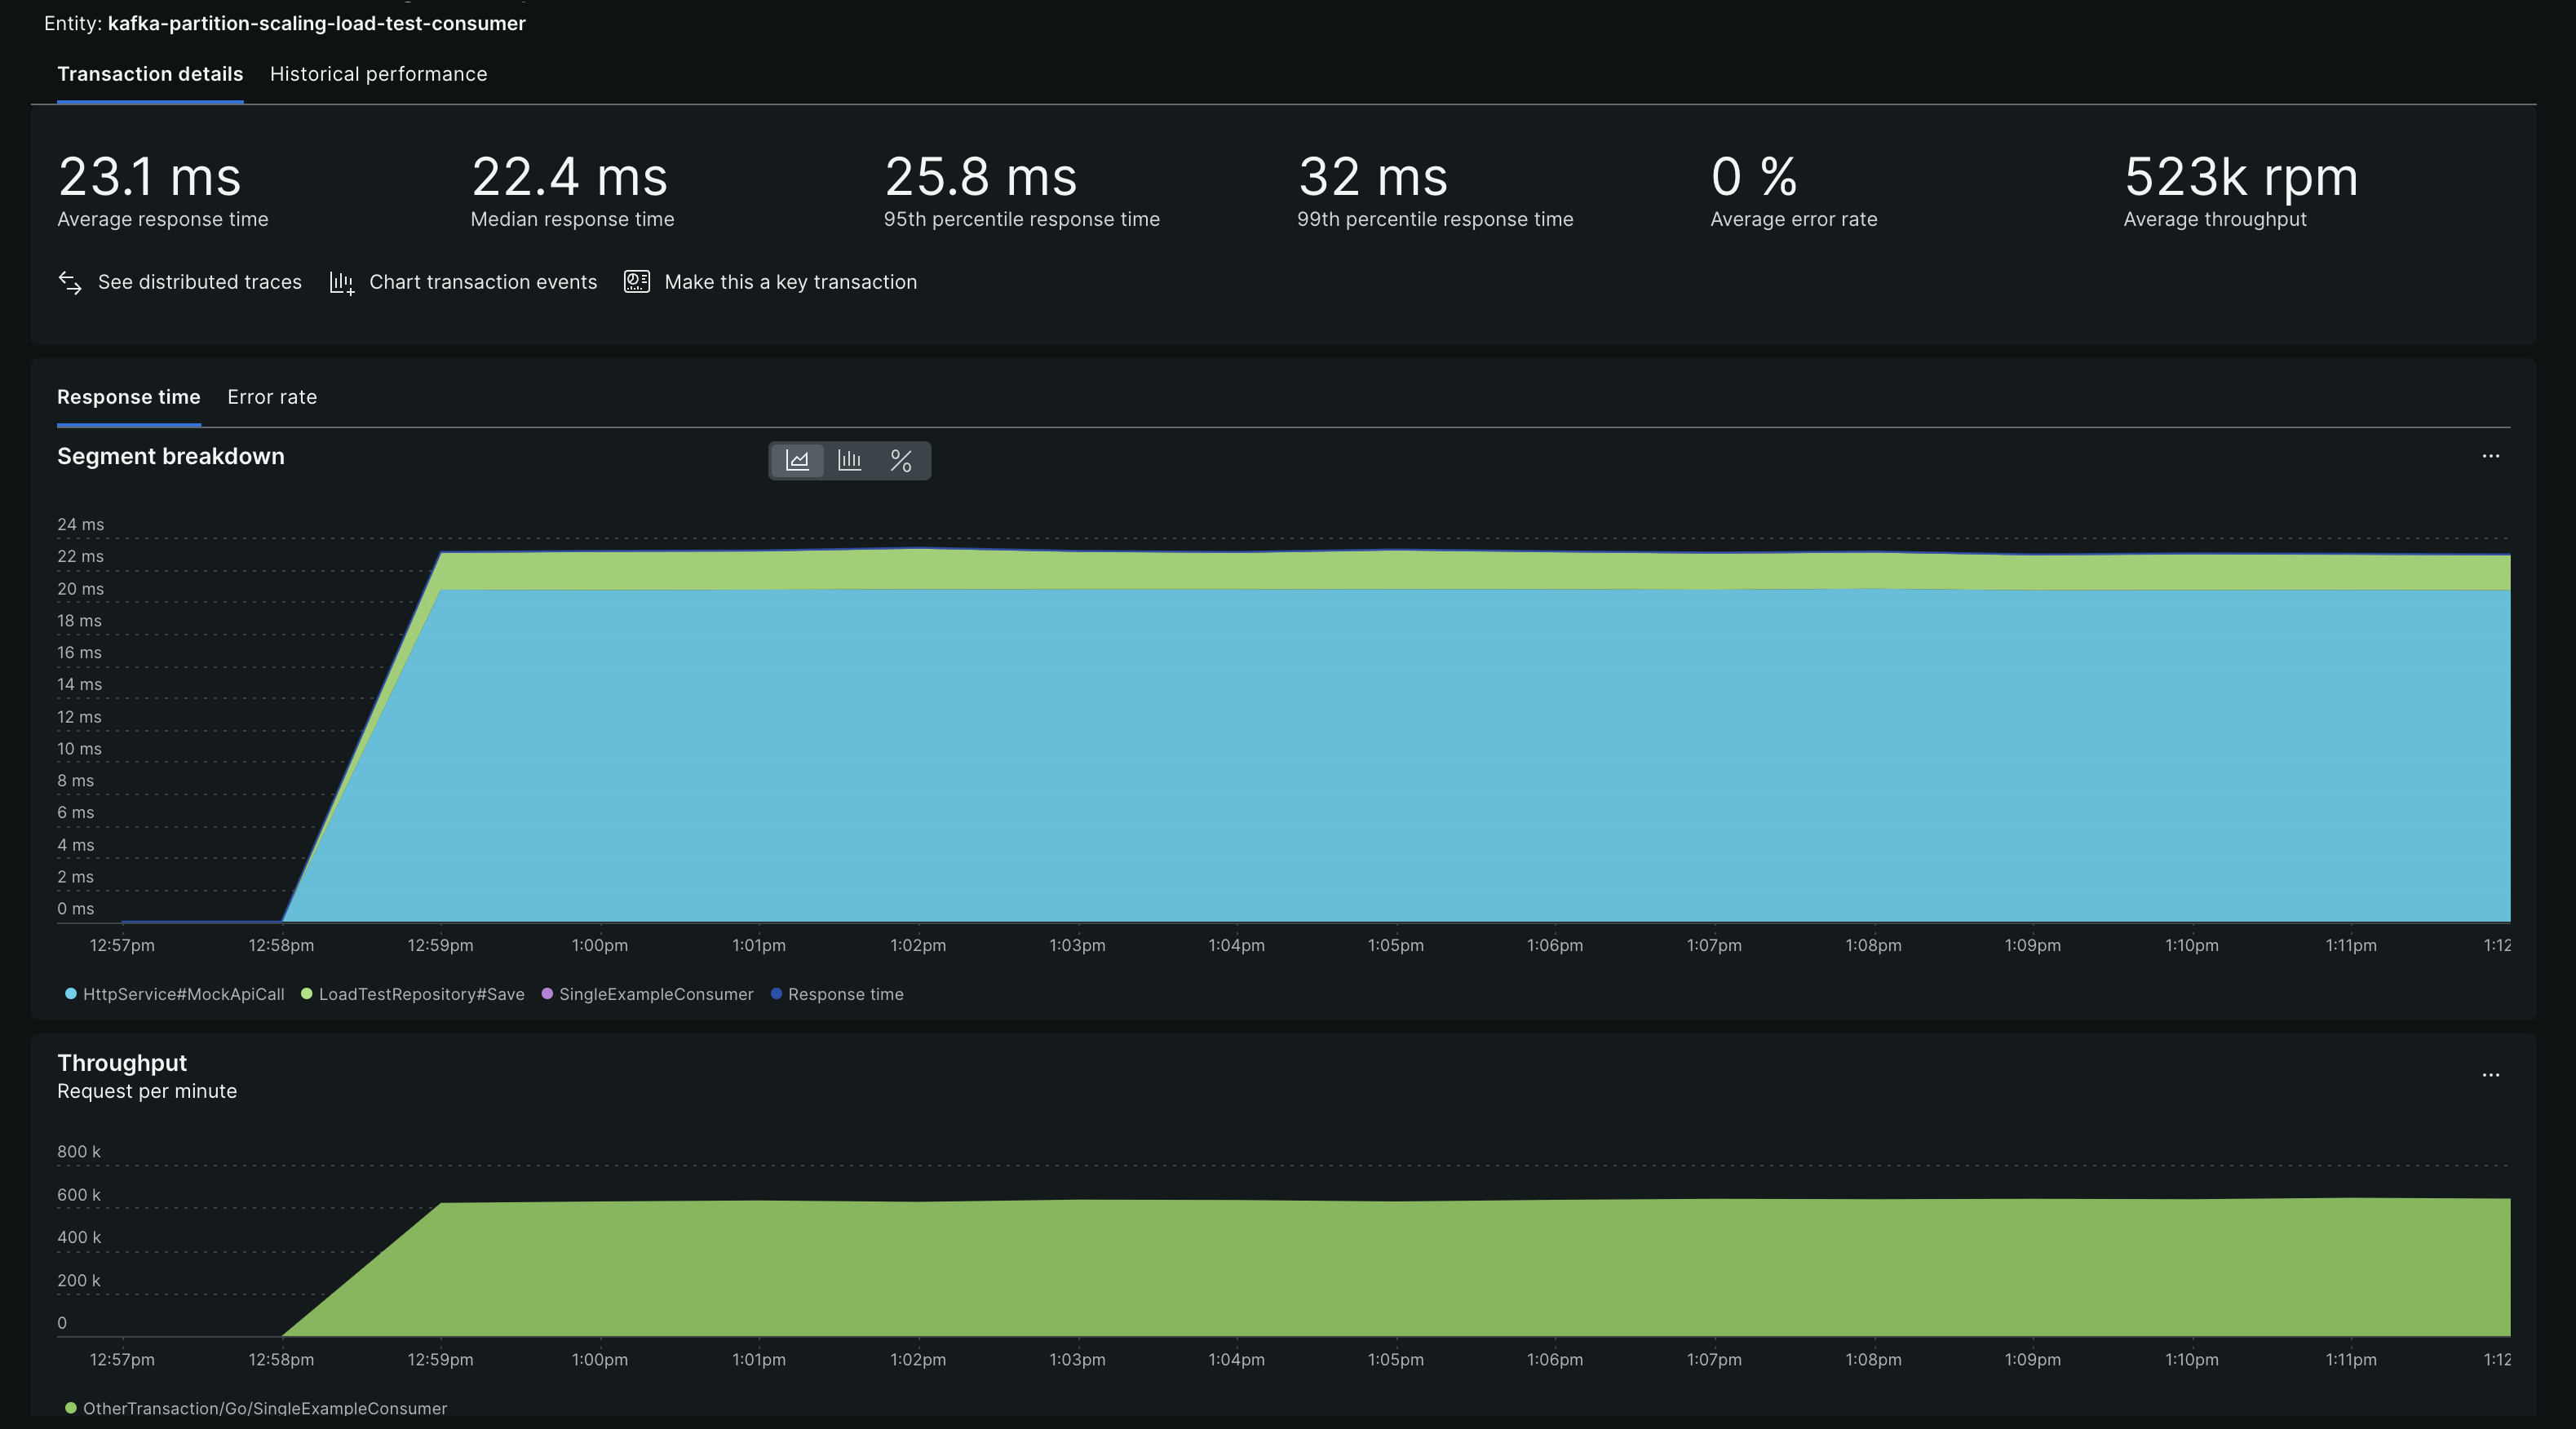 Entity: kafka-partition-scaling-load-test-consumer
Transaction details Historical performance
23.1 ms 22.4 ms 25.8 ms 32 ms 0 % 523k rpm
Average response time Median response time 95th percentile response time 99th percentile response time Average error rate Average throughput
See distributed traces Chart transaction events Make this a key transaction
Response time Error rate
Segment breakdown
%
24 ms
22 ms
20 ms
18 ms
16 ms
14 ms
12 ms
10 ms
8 ms
6 ms
4 ms
2 ms
0 ms
12:57pm 12:58pm 12:59pm 1:00pm 1:01pm 1:02pm 1:03pm 1:04pm 1:05pm 1:06pm 1:07pm 1:08pm 1:09pm 1:10pm 1:11pm 1:12
HttpService#MockApiCall LoadTestRepository#Save SingleExampleConsumer Response time
Throughput
Request per minute
800 k
600 k
400 k
200 k
0
12:57pm 12:58pm 12:59pm 1:00pm 1:01pm 1:02pm 1:03pm 1:04pm 1:05pm 1:06pm 1:07pm 1:08pm 1:09pm 1:10pm 1:11pm 1:12
OtherTransaction/Go/SingleExampleConsumer